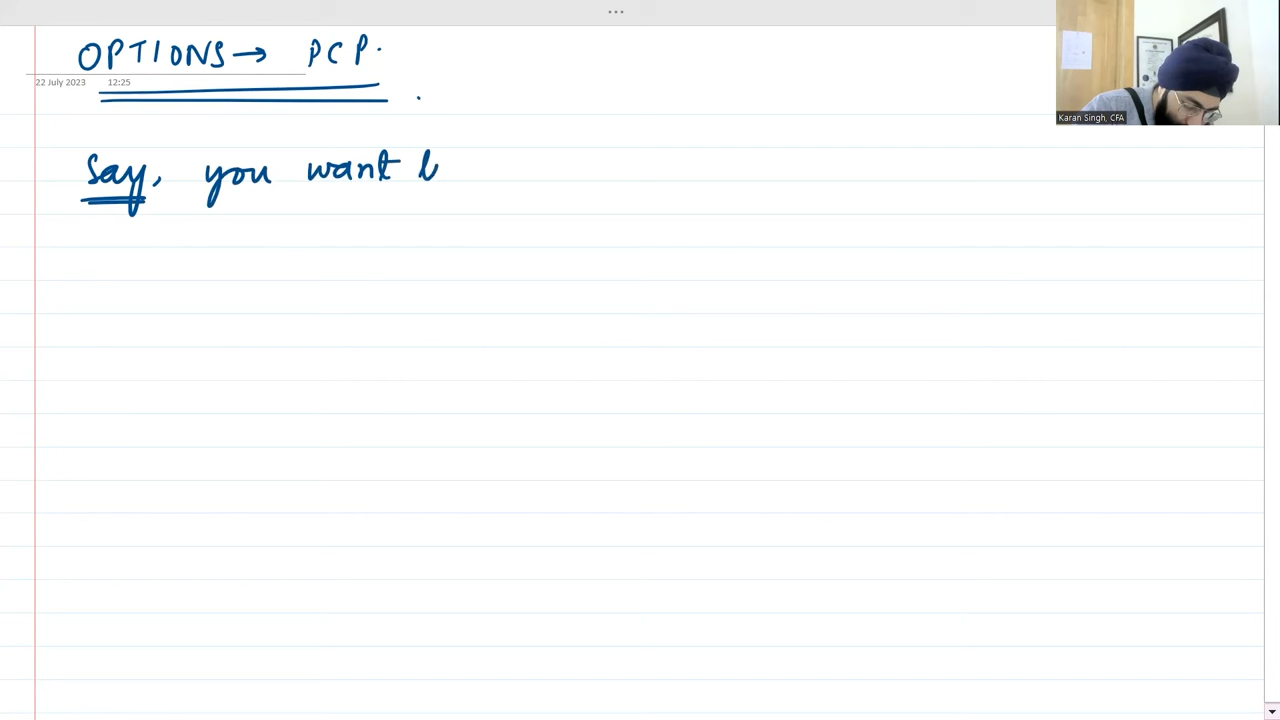 OPTIONS → PCP.
22 July 2023 12:25
Say, you want
Karan Singh, CFA